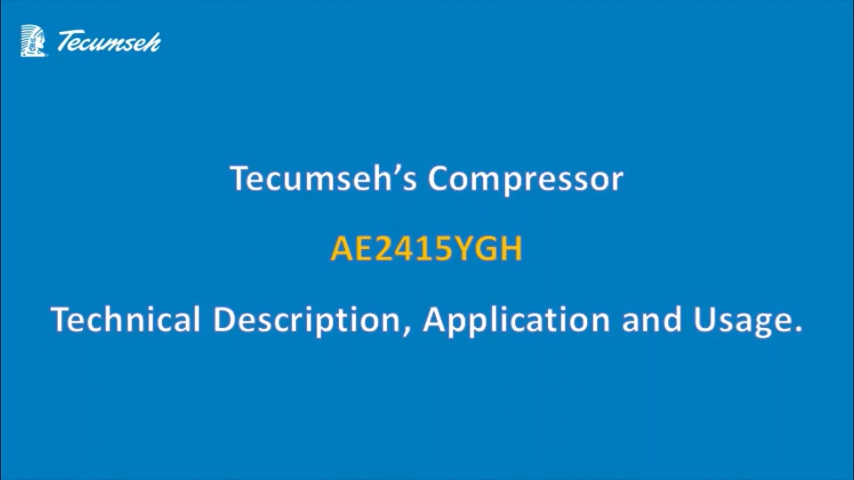 Tecumseh
Tecumseh's Compressor
AE2415YGH
Technical Description, Application and Usage.